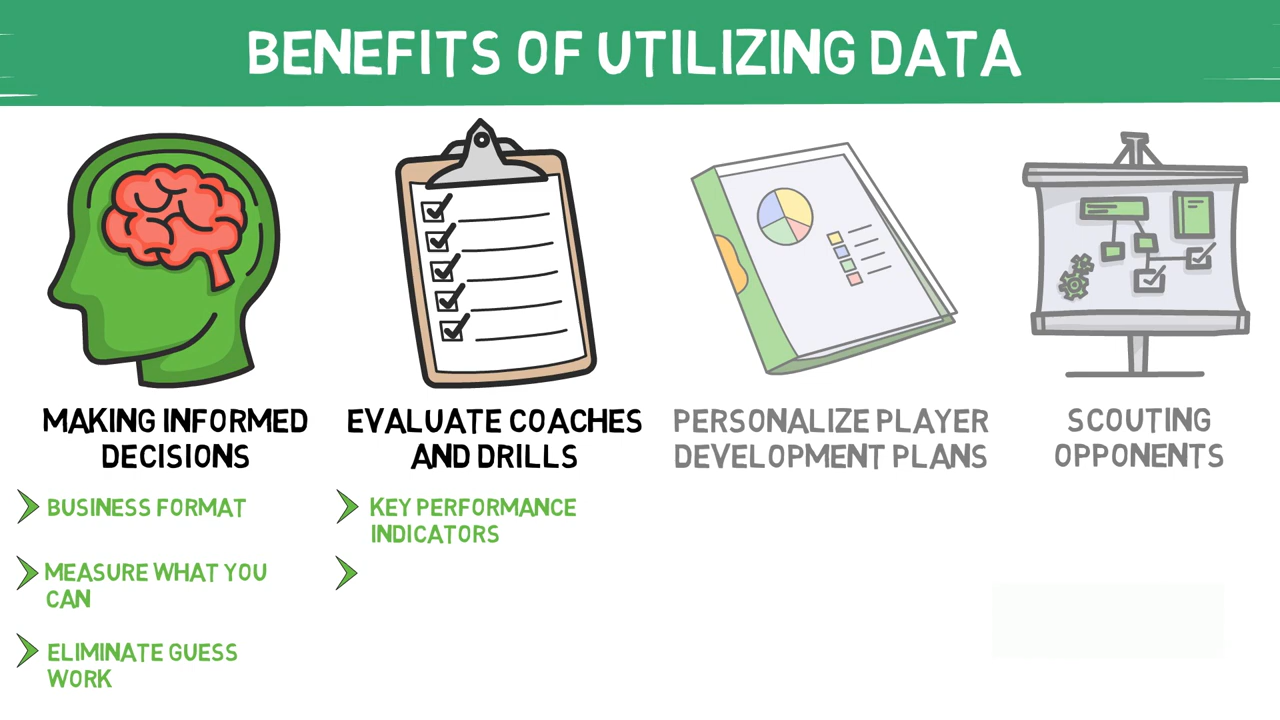 BENEFITS OF UTILIZING DATA
MAKING INFORMED
DECISIONS
BUSINESS FORMAT
MEASURE WHAT YOU
CAN
ELIMINATE GUESS
WORK
EVALUATE COACHES
AND DRILLS
KEY PERFORMANCE
INDICATORS
PERSONALIZE PLAYER
DEVELOPMENT PLANS
SCOUTING
OPPONENTS